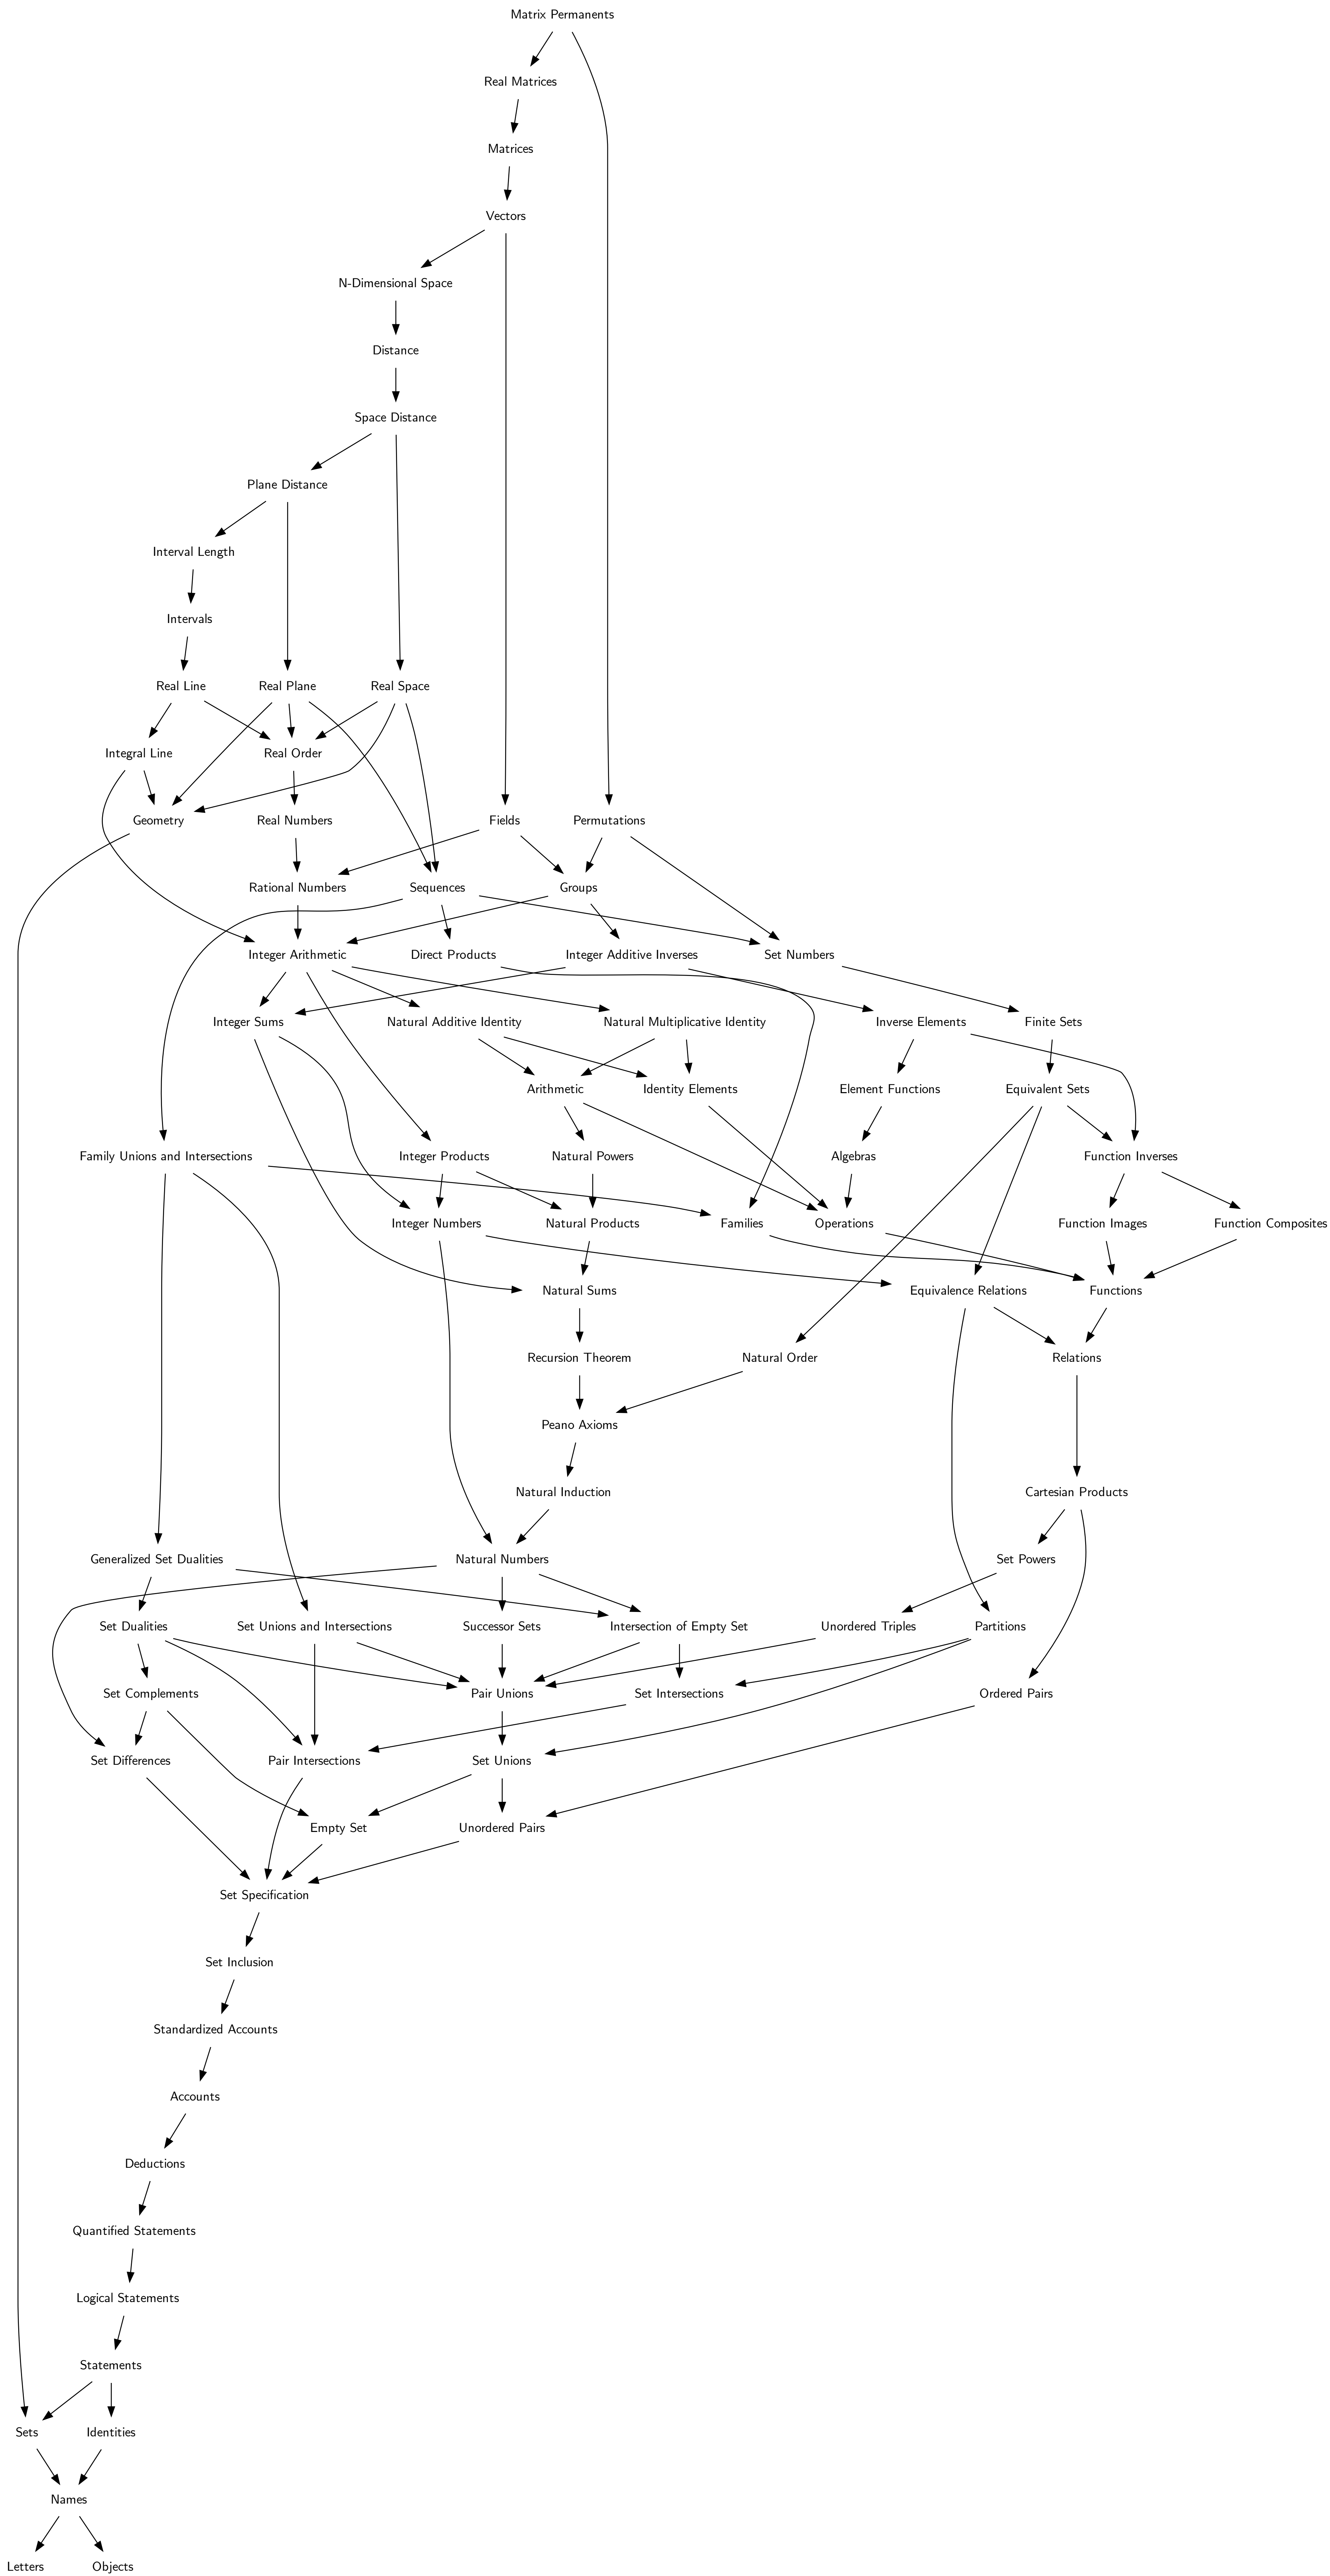 Matrix Permanents
Real Matrices
Matrices
Vectors
N-Dimensional Space
Distance
Space Distance
Plane Distance
Interval Length
Intervals
Real Line
Real Plane
Real Space
Integral Line
Real Order
Geometry
Real Numbers
Fields
Permutations
Rational Numbers
Sequences
Groups
Integer Arithmetic
Direct Products
Integer Additive Inverses
Set Numbers
Integer Sums
Natural Additive Identity
Natural Multiplicative Identity
Inverse Elements
Finite Sets
Arithmetic
Identity Elements
Element Functions
Equivalent Sets
Family Unions and Intersections
Integer Products
Natural Powers
Algebras
Function Inverses
Integer Numbers
Natural Products
Families
Operations
Function Images
Function Composites
Natural Sums
Equivalence Relations
Functions
Recursion Theorem
Natural Order
Relations
Peano Axioms
Natural Induction
Cartesian Products
Generalized Set Dualities
Natural Numbers
Set Powers
Set Dualities
Set Unions and Intersections
Successor Sets
Intersection of Empty Set
Unordered Triples
Partitions
Set Complements
Pair Unions
Set Intersections
Ordered Pairs
Set Differences
Pair Intersections
Set Unions
Empty Set
Unordered Pairs
Set Specification
Set Inclusion
Standardized Accounts
Accounts
Deductions
Quantified Statements
Logical Statements
Statements
Sets
Identities
Names
Letters
Objects